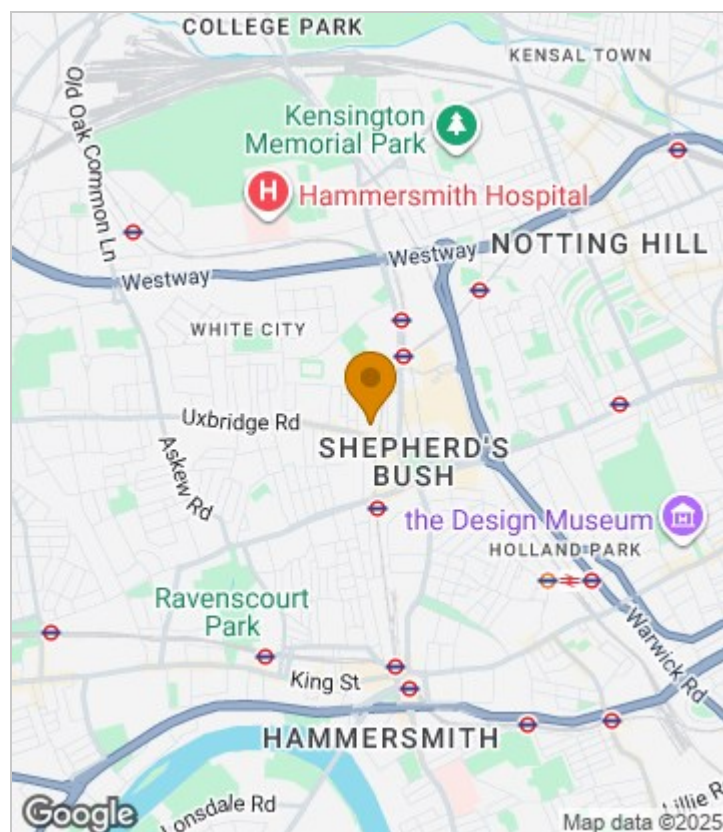 COLLEGE PARK
KENSAL TOWN
Old Oak Common Ln
Kensington
Memorial Park
H
Hammersmith Hospital
NOTTING HILL
Westway
Westway
WHITE CITY
Uxbridge Rd
SHEPHERD'S
BUSH
Askew Rd
the Design Museum
HOLLAND PARK
Ravenscourt
Park
Warwick Rd
King St
HAMMERSMITH
Lonsdale Rd
Lillie R
Google
Map data ©2025